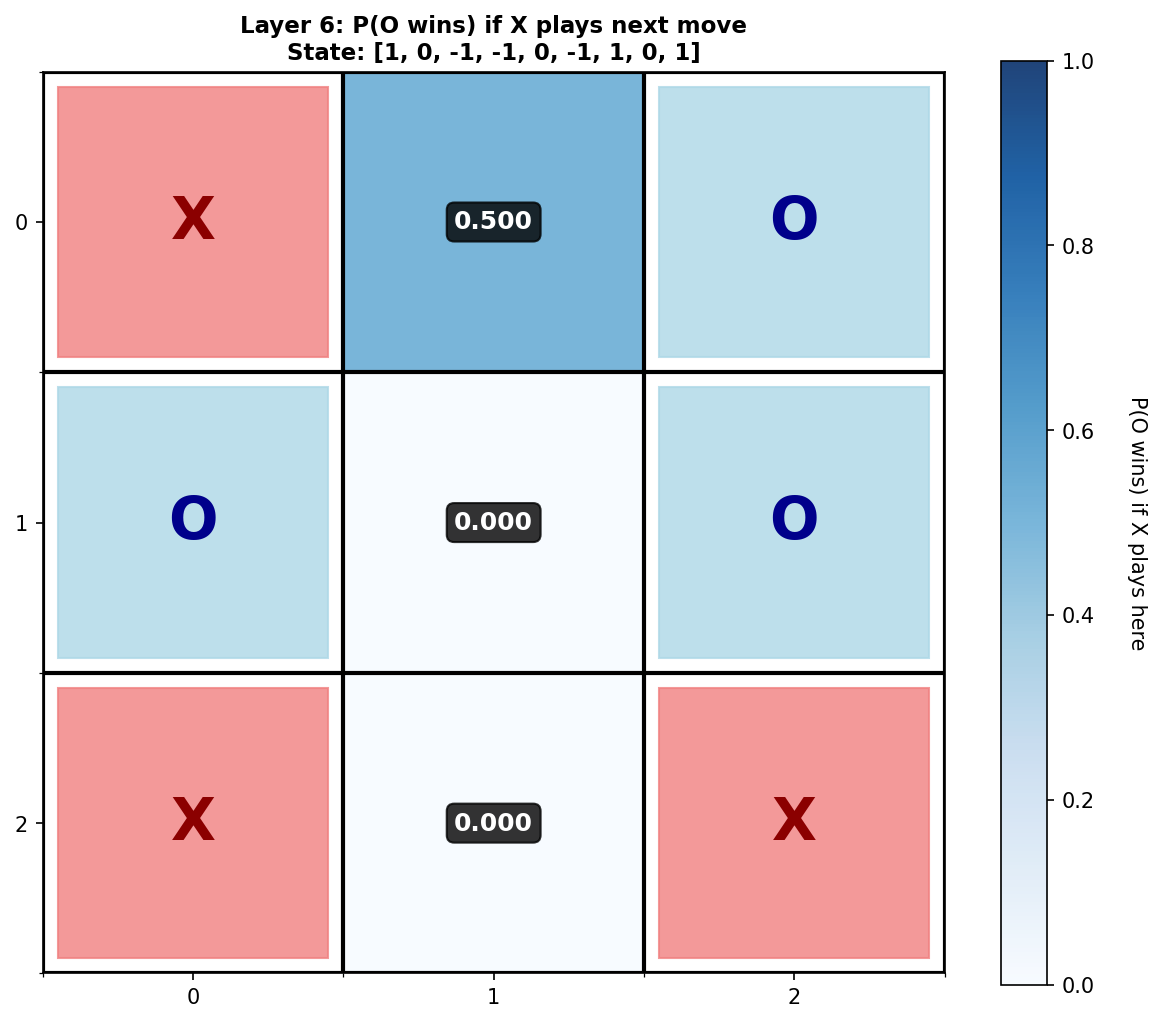 Layer 6: P(O wins) if X plays next move
State: [1, 0, -1, -1, 0, -1, 1, 0, 1]
X
0.500
O
O
0.000
O
X
0.000
X
0
1
2
0
1
2
1.0
0.8
0.6
0.4
0.2
0.0
P(O wins) if X plays here